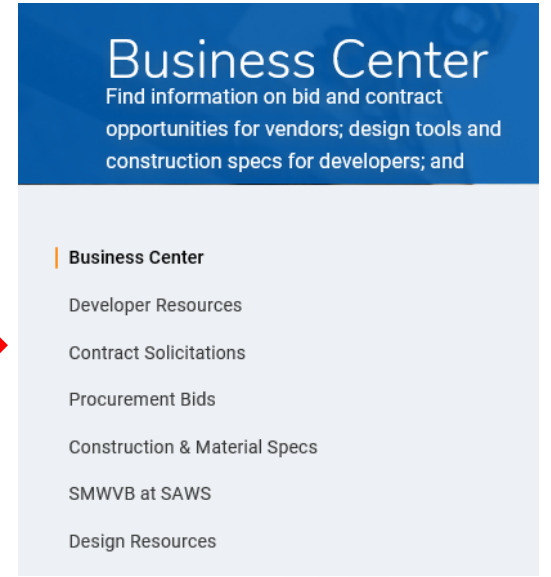 Business Center
Find information on bid and contract
opportunities for vendors; design tools and
construction specs for developers; and
Business Center
Developer Resources
Contract Solicitations
Procurement Bids
Construction & Material Specs
SMWVB at SAWS
Design Resources